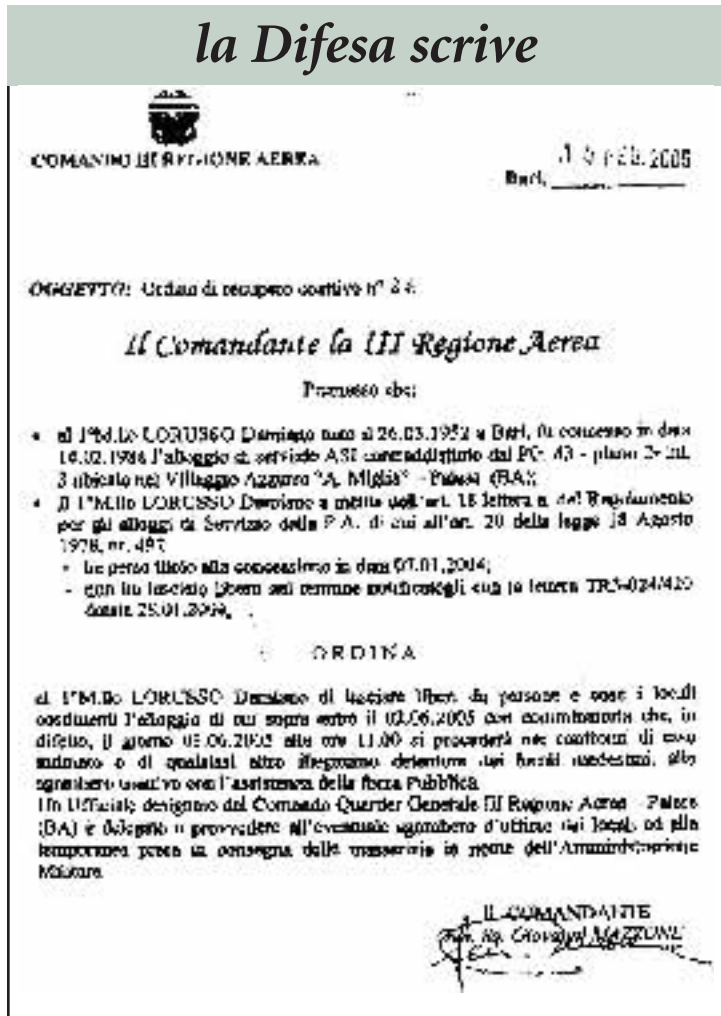 la Difesa scrive
COMANDO III REGIONE AEREA
Bari, FEB. 2005
OGGETTO: Ordine di recupero coattivo n°
Il Comandante la III Regione Aerea
Premesso che:
• al 1°M.llo LORUSSO Damiano nato il 26.03.1952 a Bari, fu concesso in data
l'alloggio di servizio ASI contraddistinto dal - piano int.
3 ubicato nel Villaggio Azzurro "A. Miglia" - Palese (BA);
• il 1°M.llo LORUSSO Damiano a mente dell'art. 18 lettera a. del Regolamento
per gli alloggi di Servizio della F.A. di cui all'art. 20 della legge 18 Agosto
1978, nr. 497
- ha perso titolo alla concessione in data 07.01.2004;
- non ha lasciato libero nel termine notificatogli con la lettera
datata
ORDINA
al 1°M.llo LORUSSO Damiano di lasciare liberi da persone e cose i locali
costituenti l'alloggio di cui sopra entro il 02.06.2005 con comminatoria che, in
difetto, il giorno alle ore 11.00 si procederà nei confronti di esso
intimato o di qualsiasi altro illegittimo detentore dei locali medesimi, allo
sgombero coattivo con l'assistenza della Forza Pubblica.
Un Ufficiale designato dal Comando Quartier Generale III Regione Aerea - Palese
(BA) è delegato a provvedere all'eventuale sgombero d'ufficio dei locali ed alla
temporanea presa in consegna delle masserizie in nome dell'Amministrazione
Militare
IL COMANDANTE
Giovanni MAZZONE